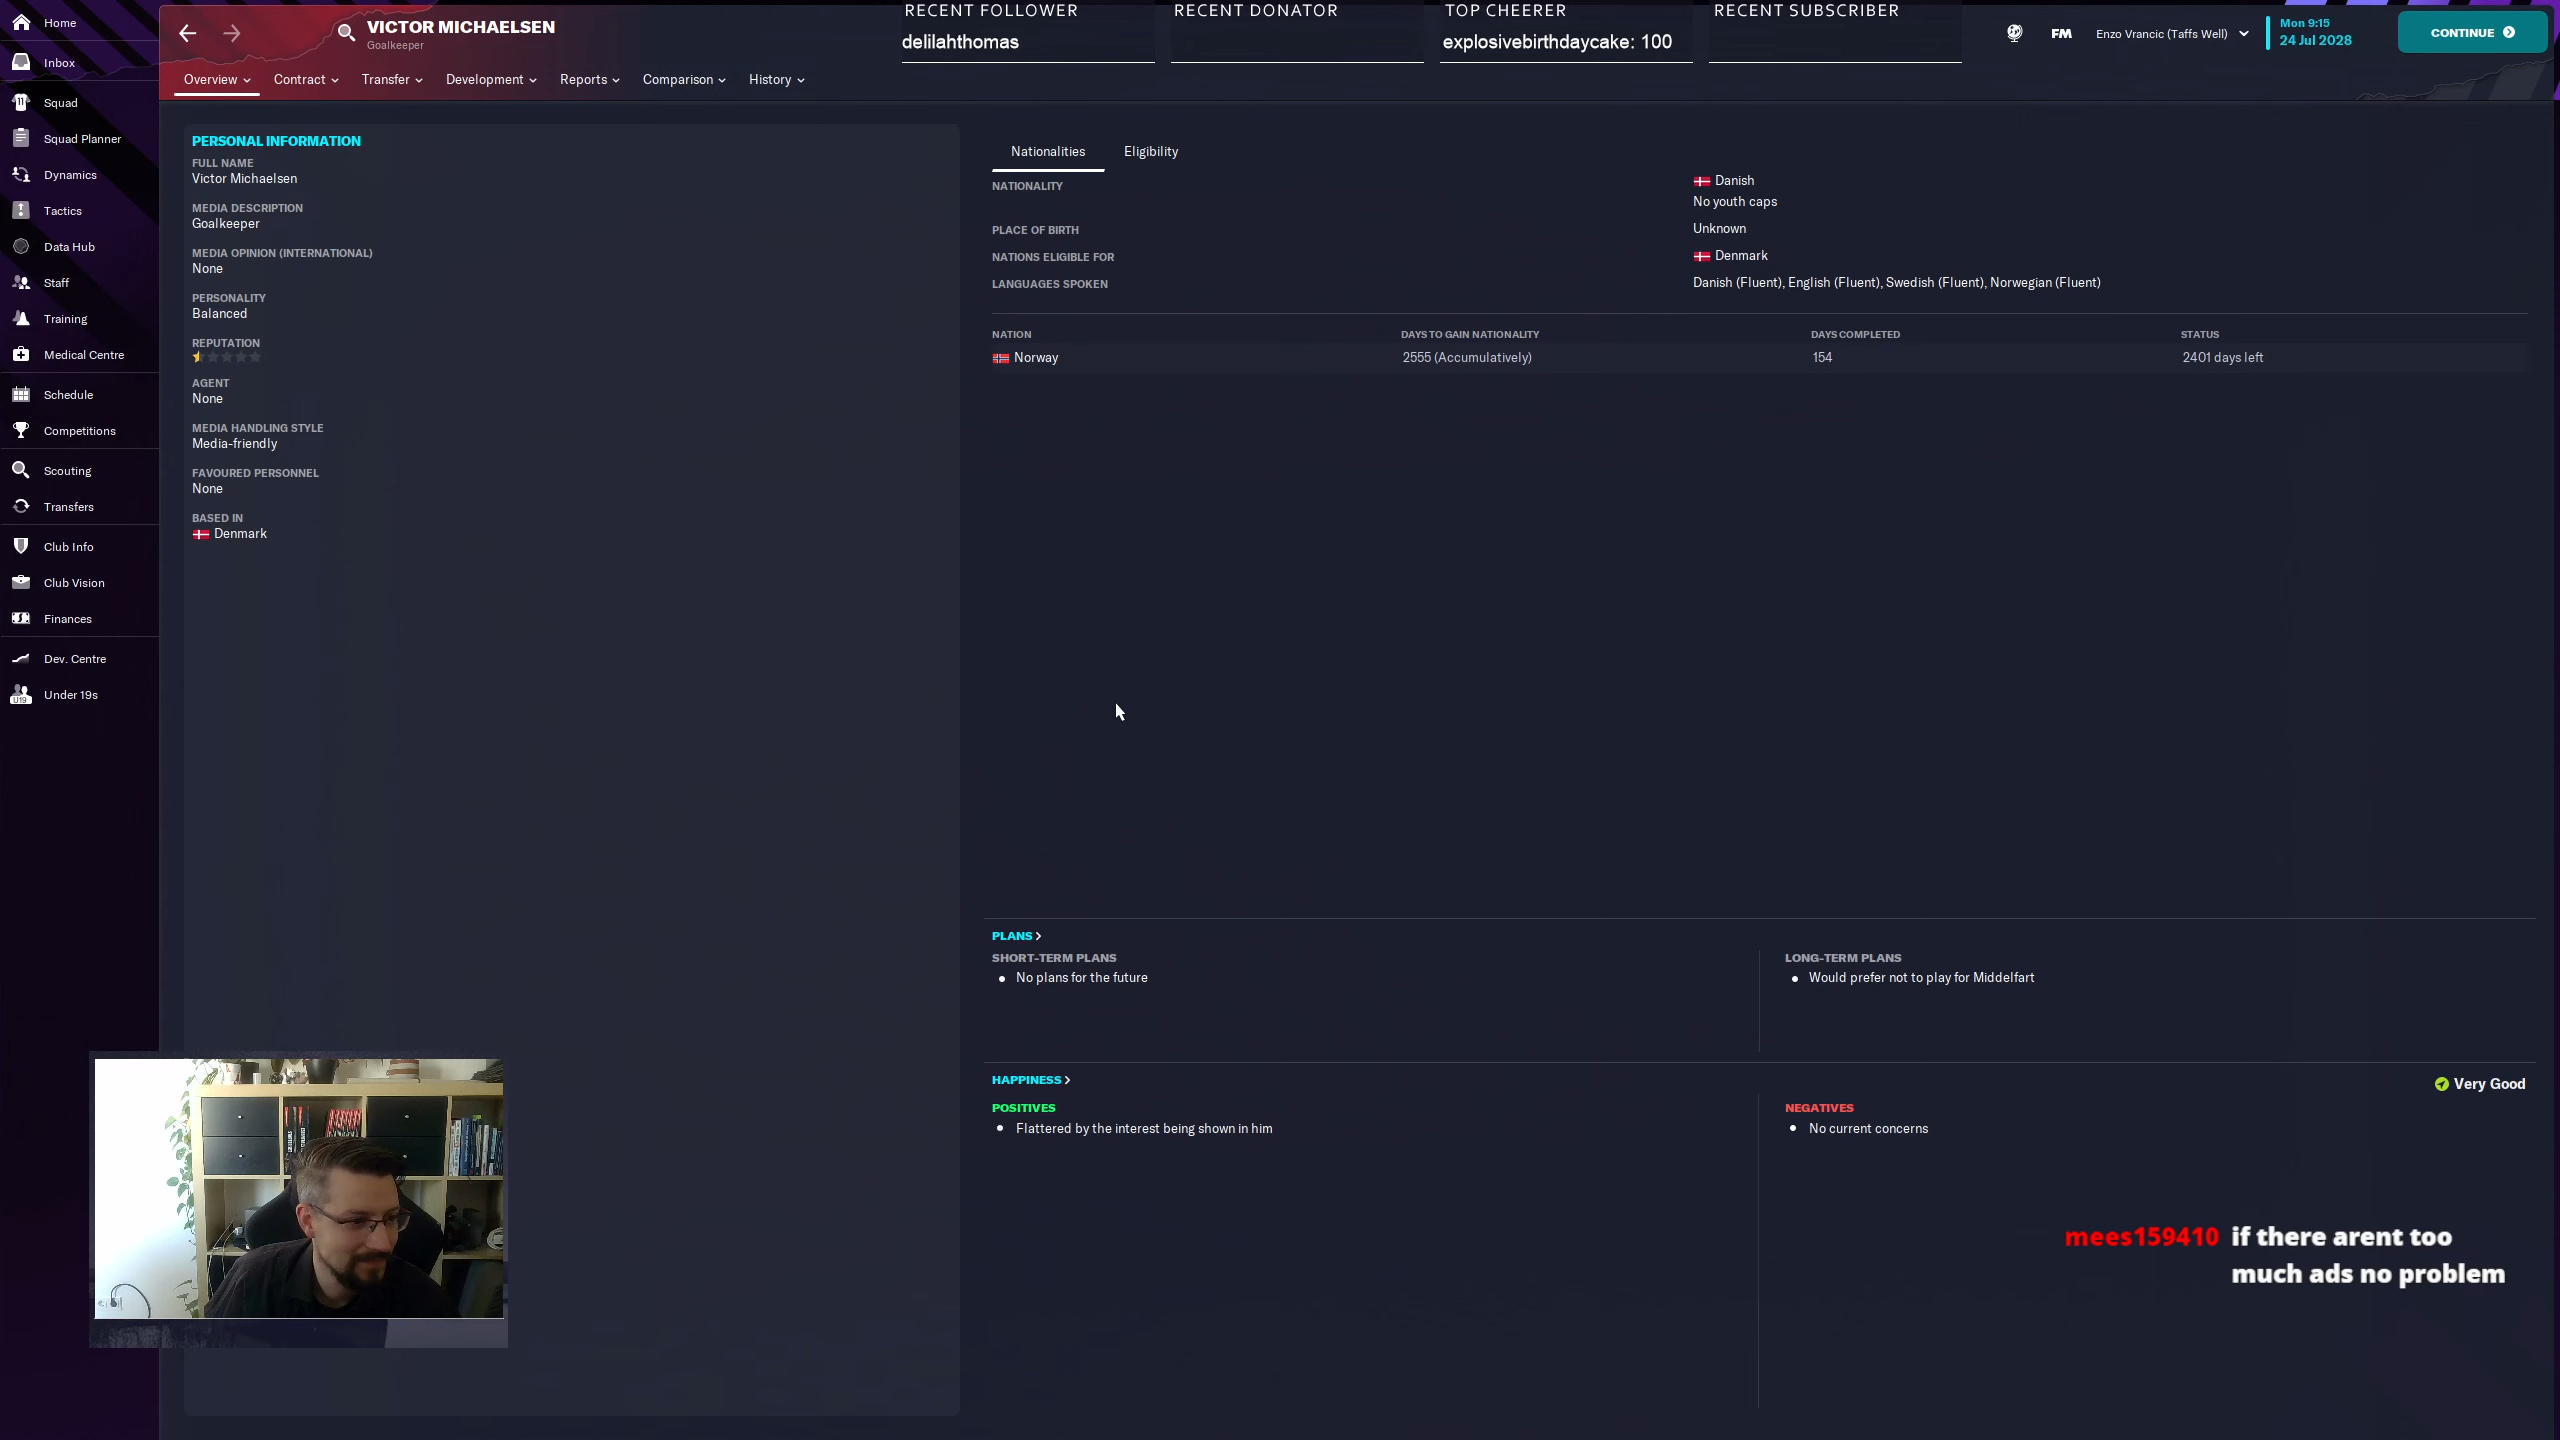 Home
Inbox
Squad
Squad Planner
Dynamics
Tactics
Data Hub
Staff
Training
Medical Centre
Schedule
Competitions
Scouting
Transfers
Club Info
Club Vision
Finances
Dev. Centre
U19
Under 19s
VICTOR MICHAELSEN
Goalkeeper
RECENT FOLLOWER
delilahthomas
RECENT DONATOR
TOP CHEERER
explosivebirthdaycake: 100
RECENT SUBSCRIBER
FM
Enzo Vrancic (Taffs Well)
Mon 9:15
24 Jul 2028
CONTINUE
Overview Contract Transfer Development Reports Comparison History
PERSONAL INFORMATION
FULL NAME
Victor Michaelsen
MEDIA DESCRIPTION
Goalkeeper
MEDIA OPINION (INTERNATIONAL)
None
PERSONALITY
Balanced
REPUTATION
AGENT
None
MEDIA HANDLING STYLE
Media-friendly
FAVOURED PERSONNEL
None
BASED IN
Denmark
Nationalities Eligibility
NATIONALITY Danish
No youth caps
PLACE OF BIRTH Unknown
NATIONS ELIGIBLE FOR Denmark
LANGUAGES SPOKEN Danish (Fluent), English (Fluent), Swedish (Fluent), Norwegian (Fluent)
NATION DAYS TO GAIN NATIONALITY DAYS COMPLETED STATUS
Norway 2555 (Accumulatively) 154 2401 days left
PLANS
SHORT-TERM PLANS
No plans for the future
LONG-TERM PLANS
Would prefer not to play for Middelfart
HAPPINESS
Very Good
POSITIVES
Flattered by the interest being shown in him
NEGATIVES
No current concerns
mees159410 if there arent too
much ads no problem